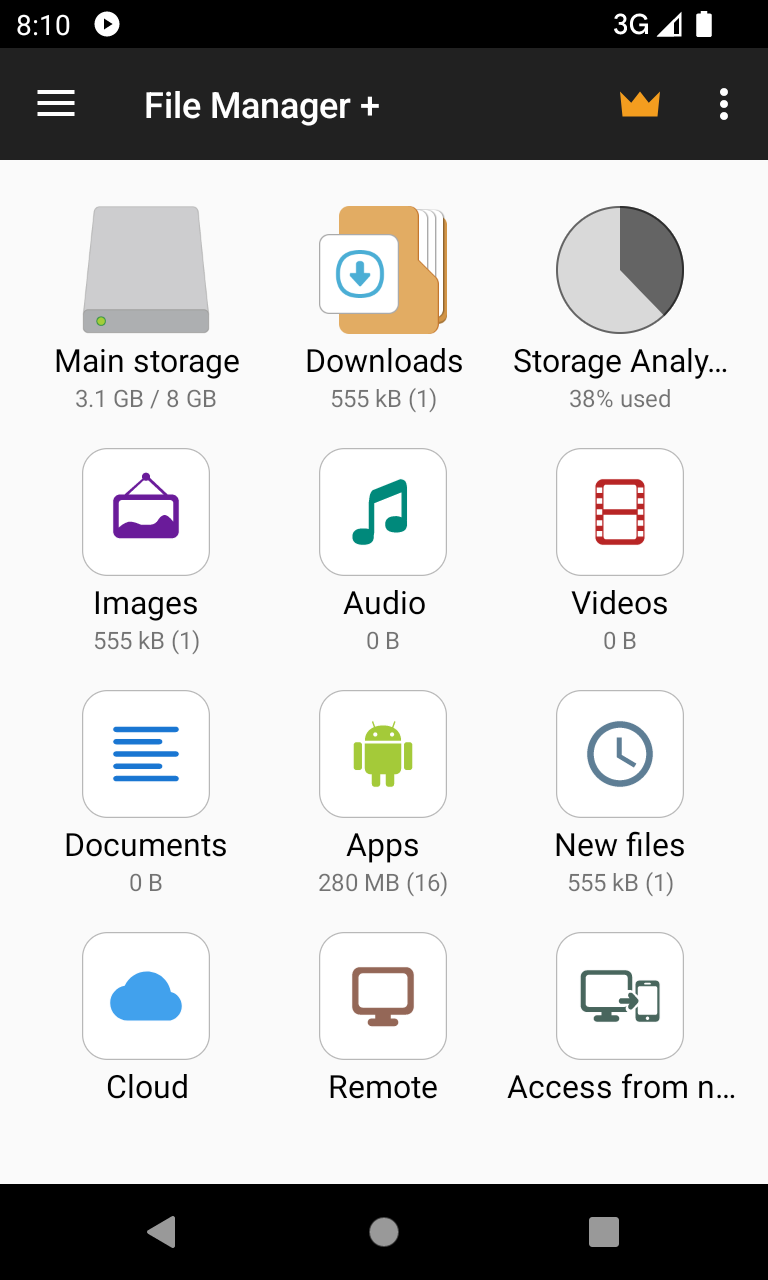 8:10
3G
File Manager +
Main storage
Downloads
Storage Analy...
3.1 GB / 8 GB
555 kB (1)
38% used
Images
Audio
Videos
555 kB (1)
0 B
0 B
Documents
Apps
New files
0 B
280 MB (16)
555 kB (1)
Cloud
Remote
Access from n...